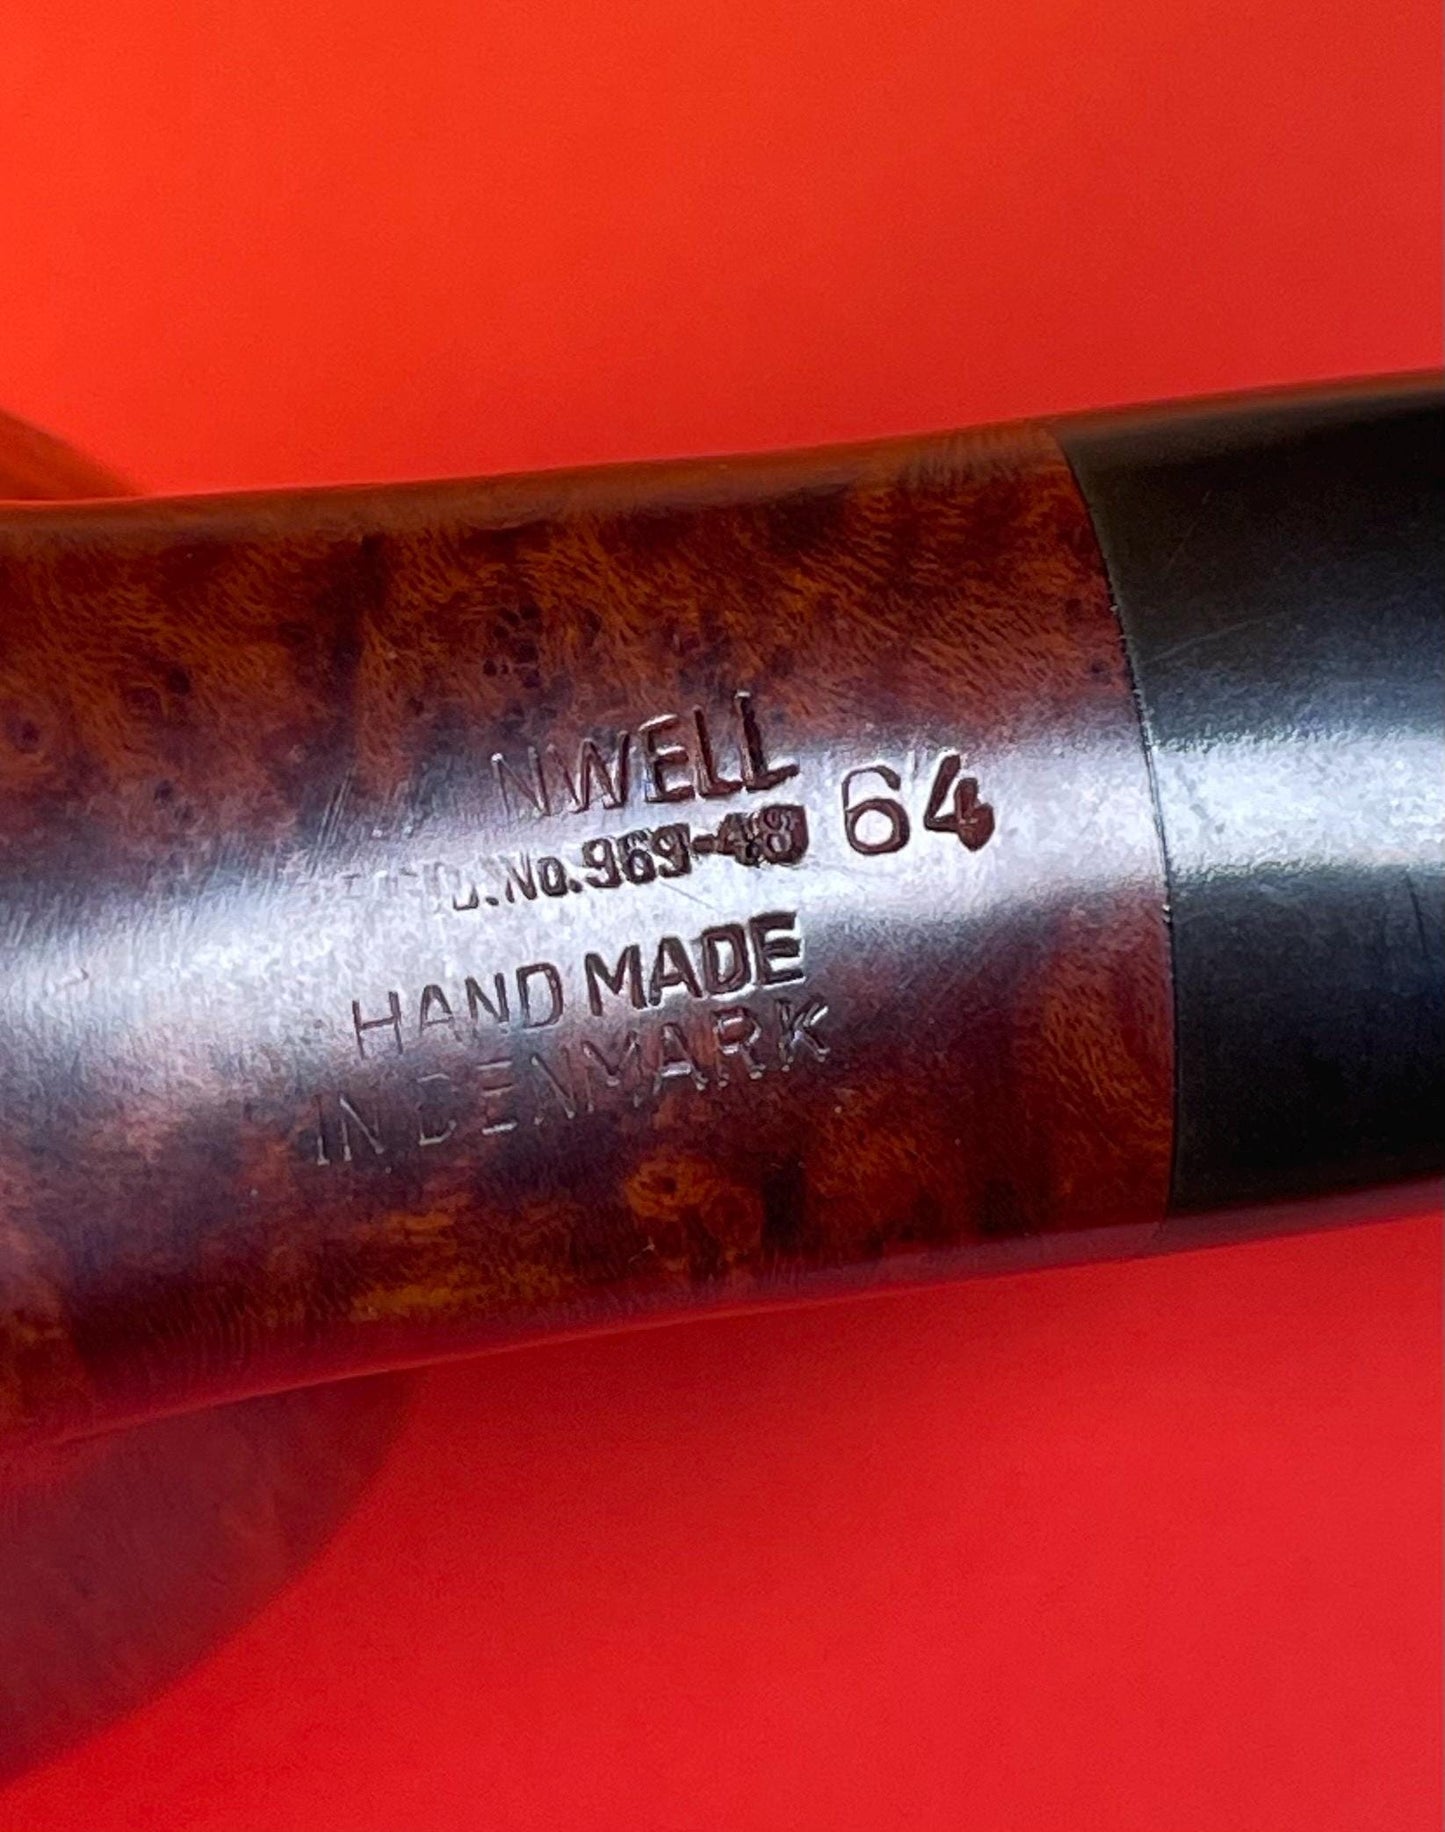 NWELL
D.No.969-48 64
HAND MADE
IN DENMARK